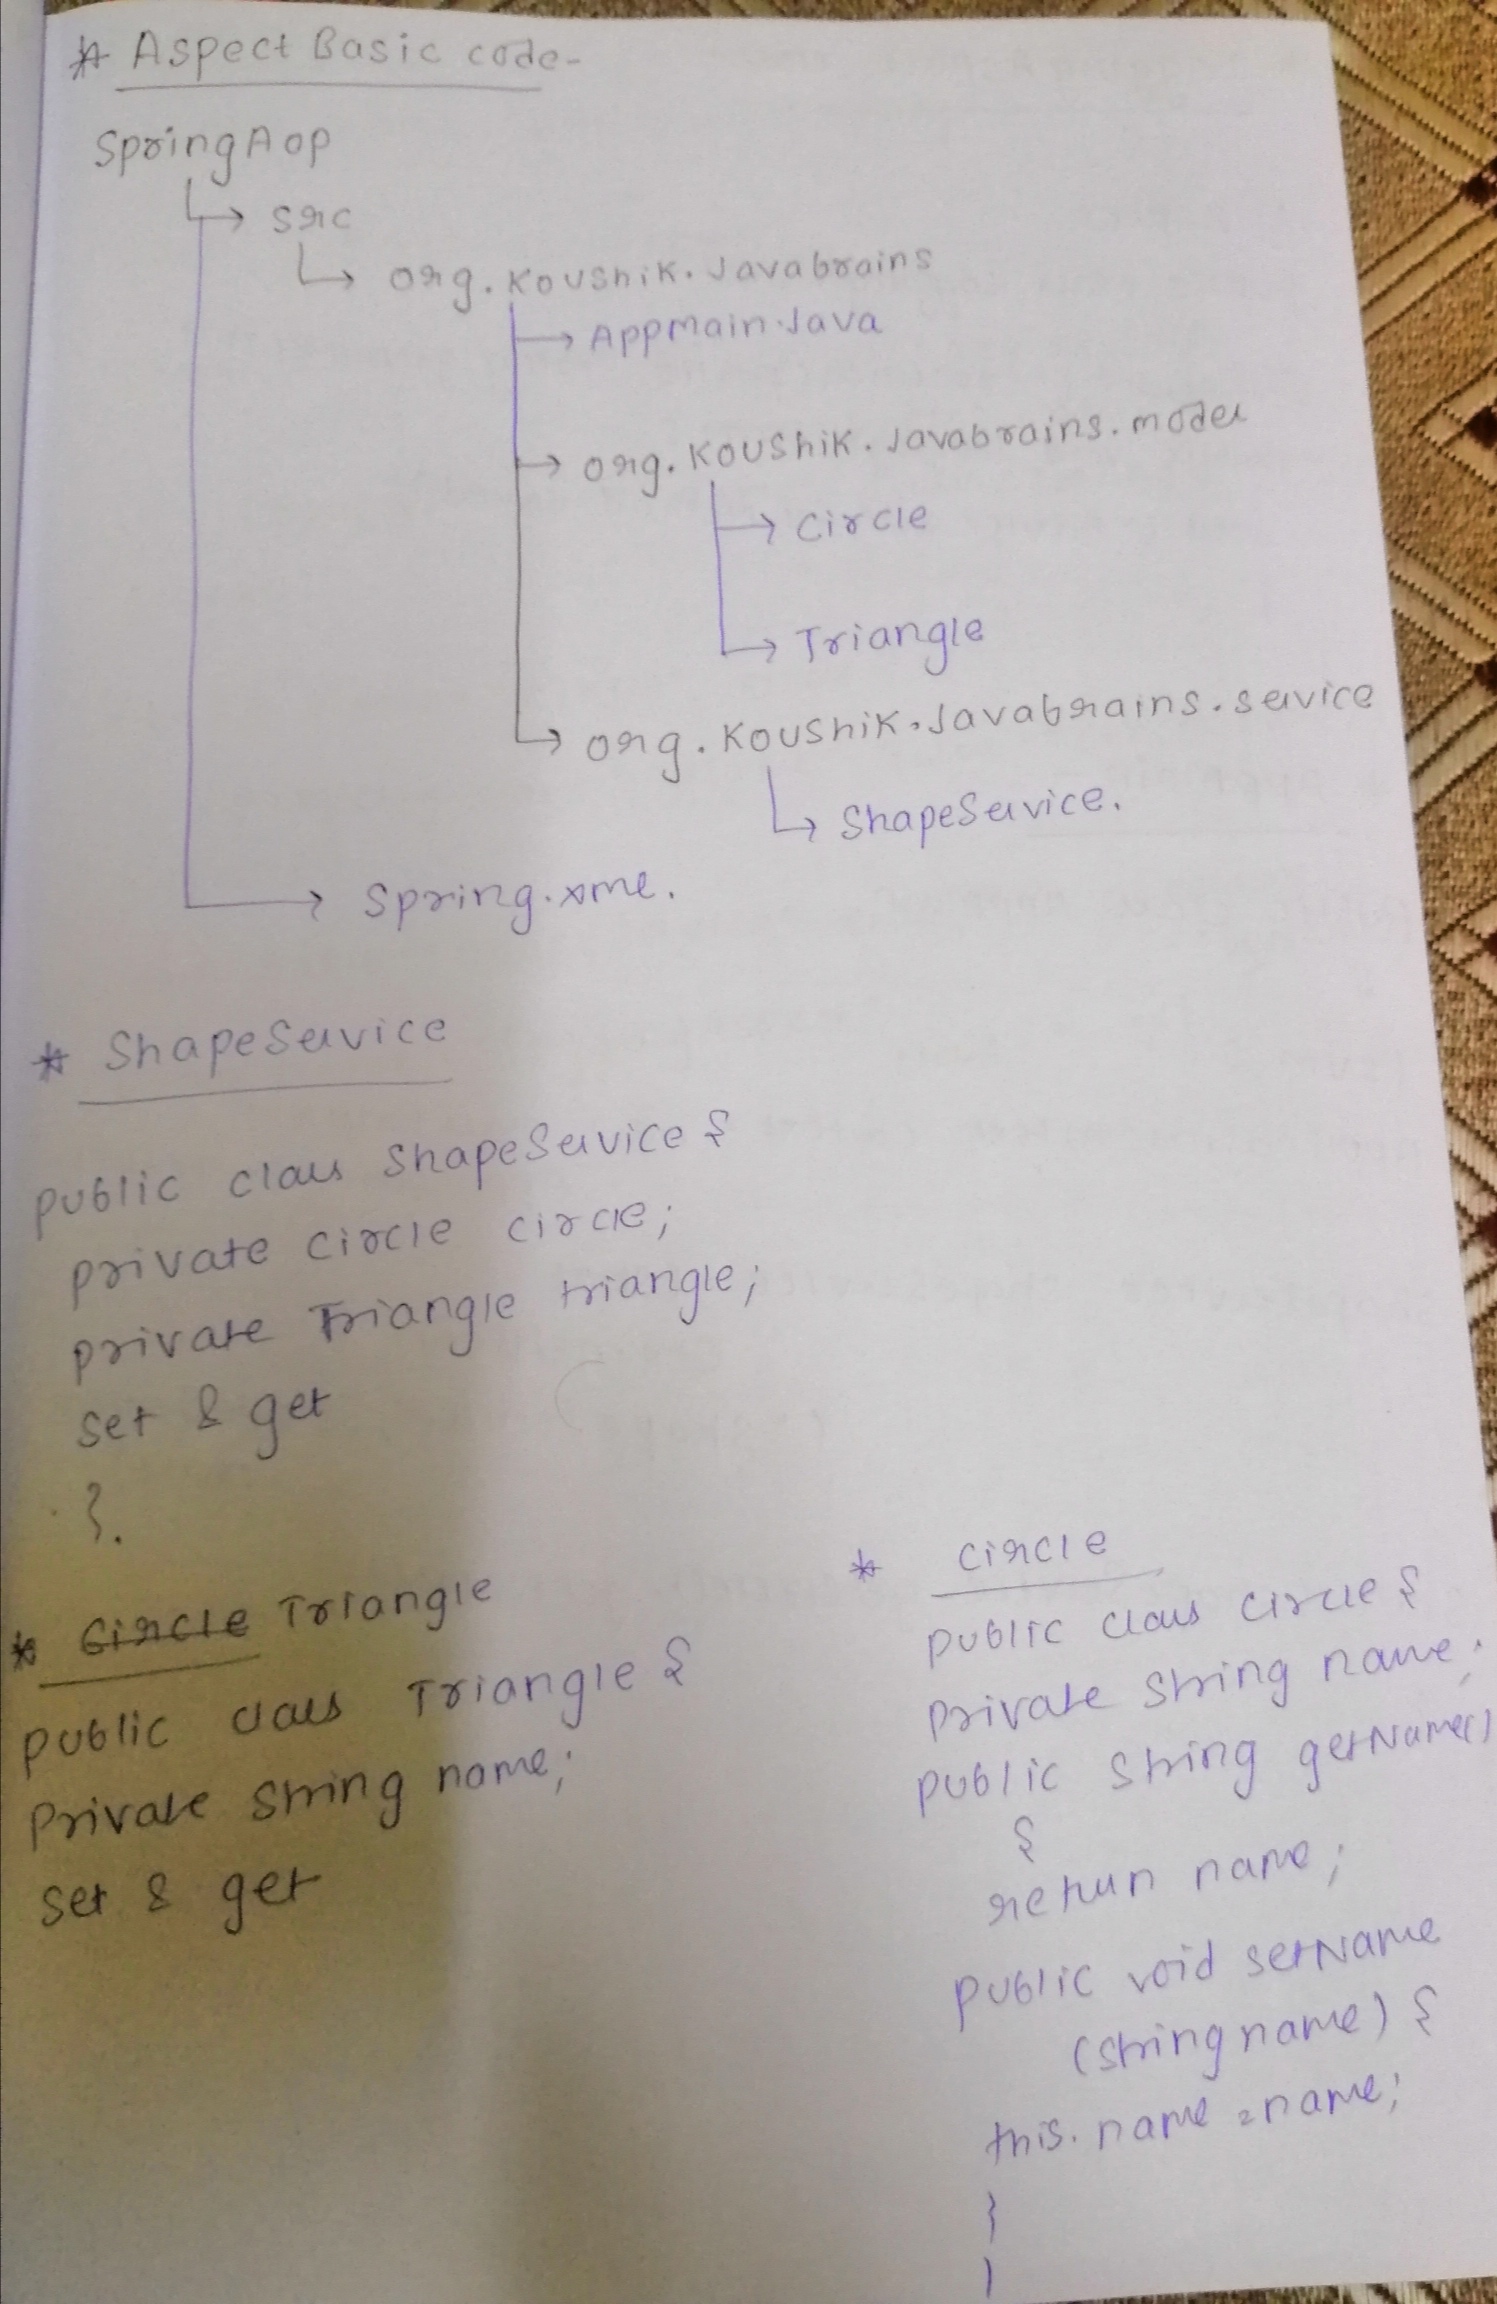 * Aspect Basic code-
SpringAop
src
org.Koushik.Javabrains
AppMain.Java
org.Koushik.Javabrains.model
Circle
Triangle
org.Koushik.Javabrains.service
ShapeService.
Spring.xml.
* ShapeService
public class ShapeService {
private Circle circle;
private Triangle triangle;
set & get
}.
* Circle Triangle
public class Triangle {
Private String name;
set & get
* Circle
public class Circle {
Private String name;
public String getName()
{
return name;
public void setName
(String name) {
this.name = name;
}
}